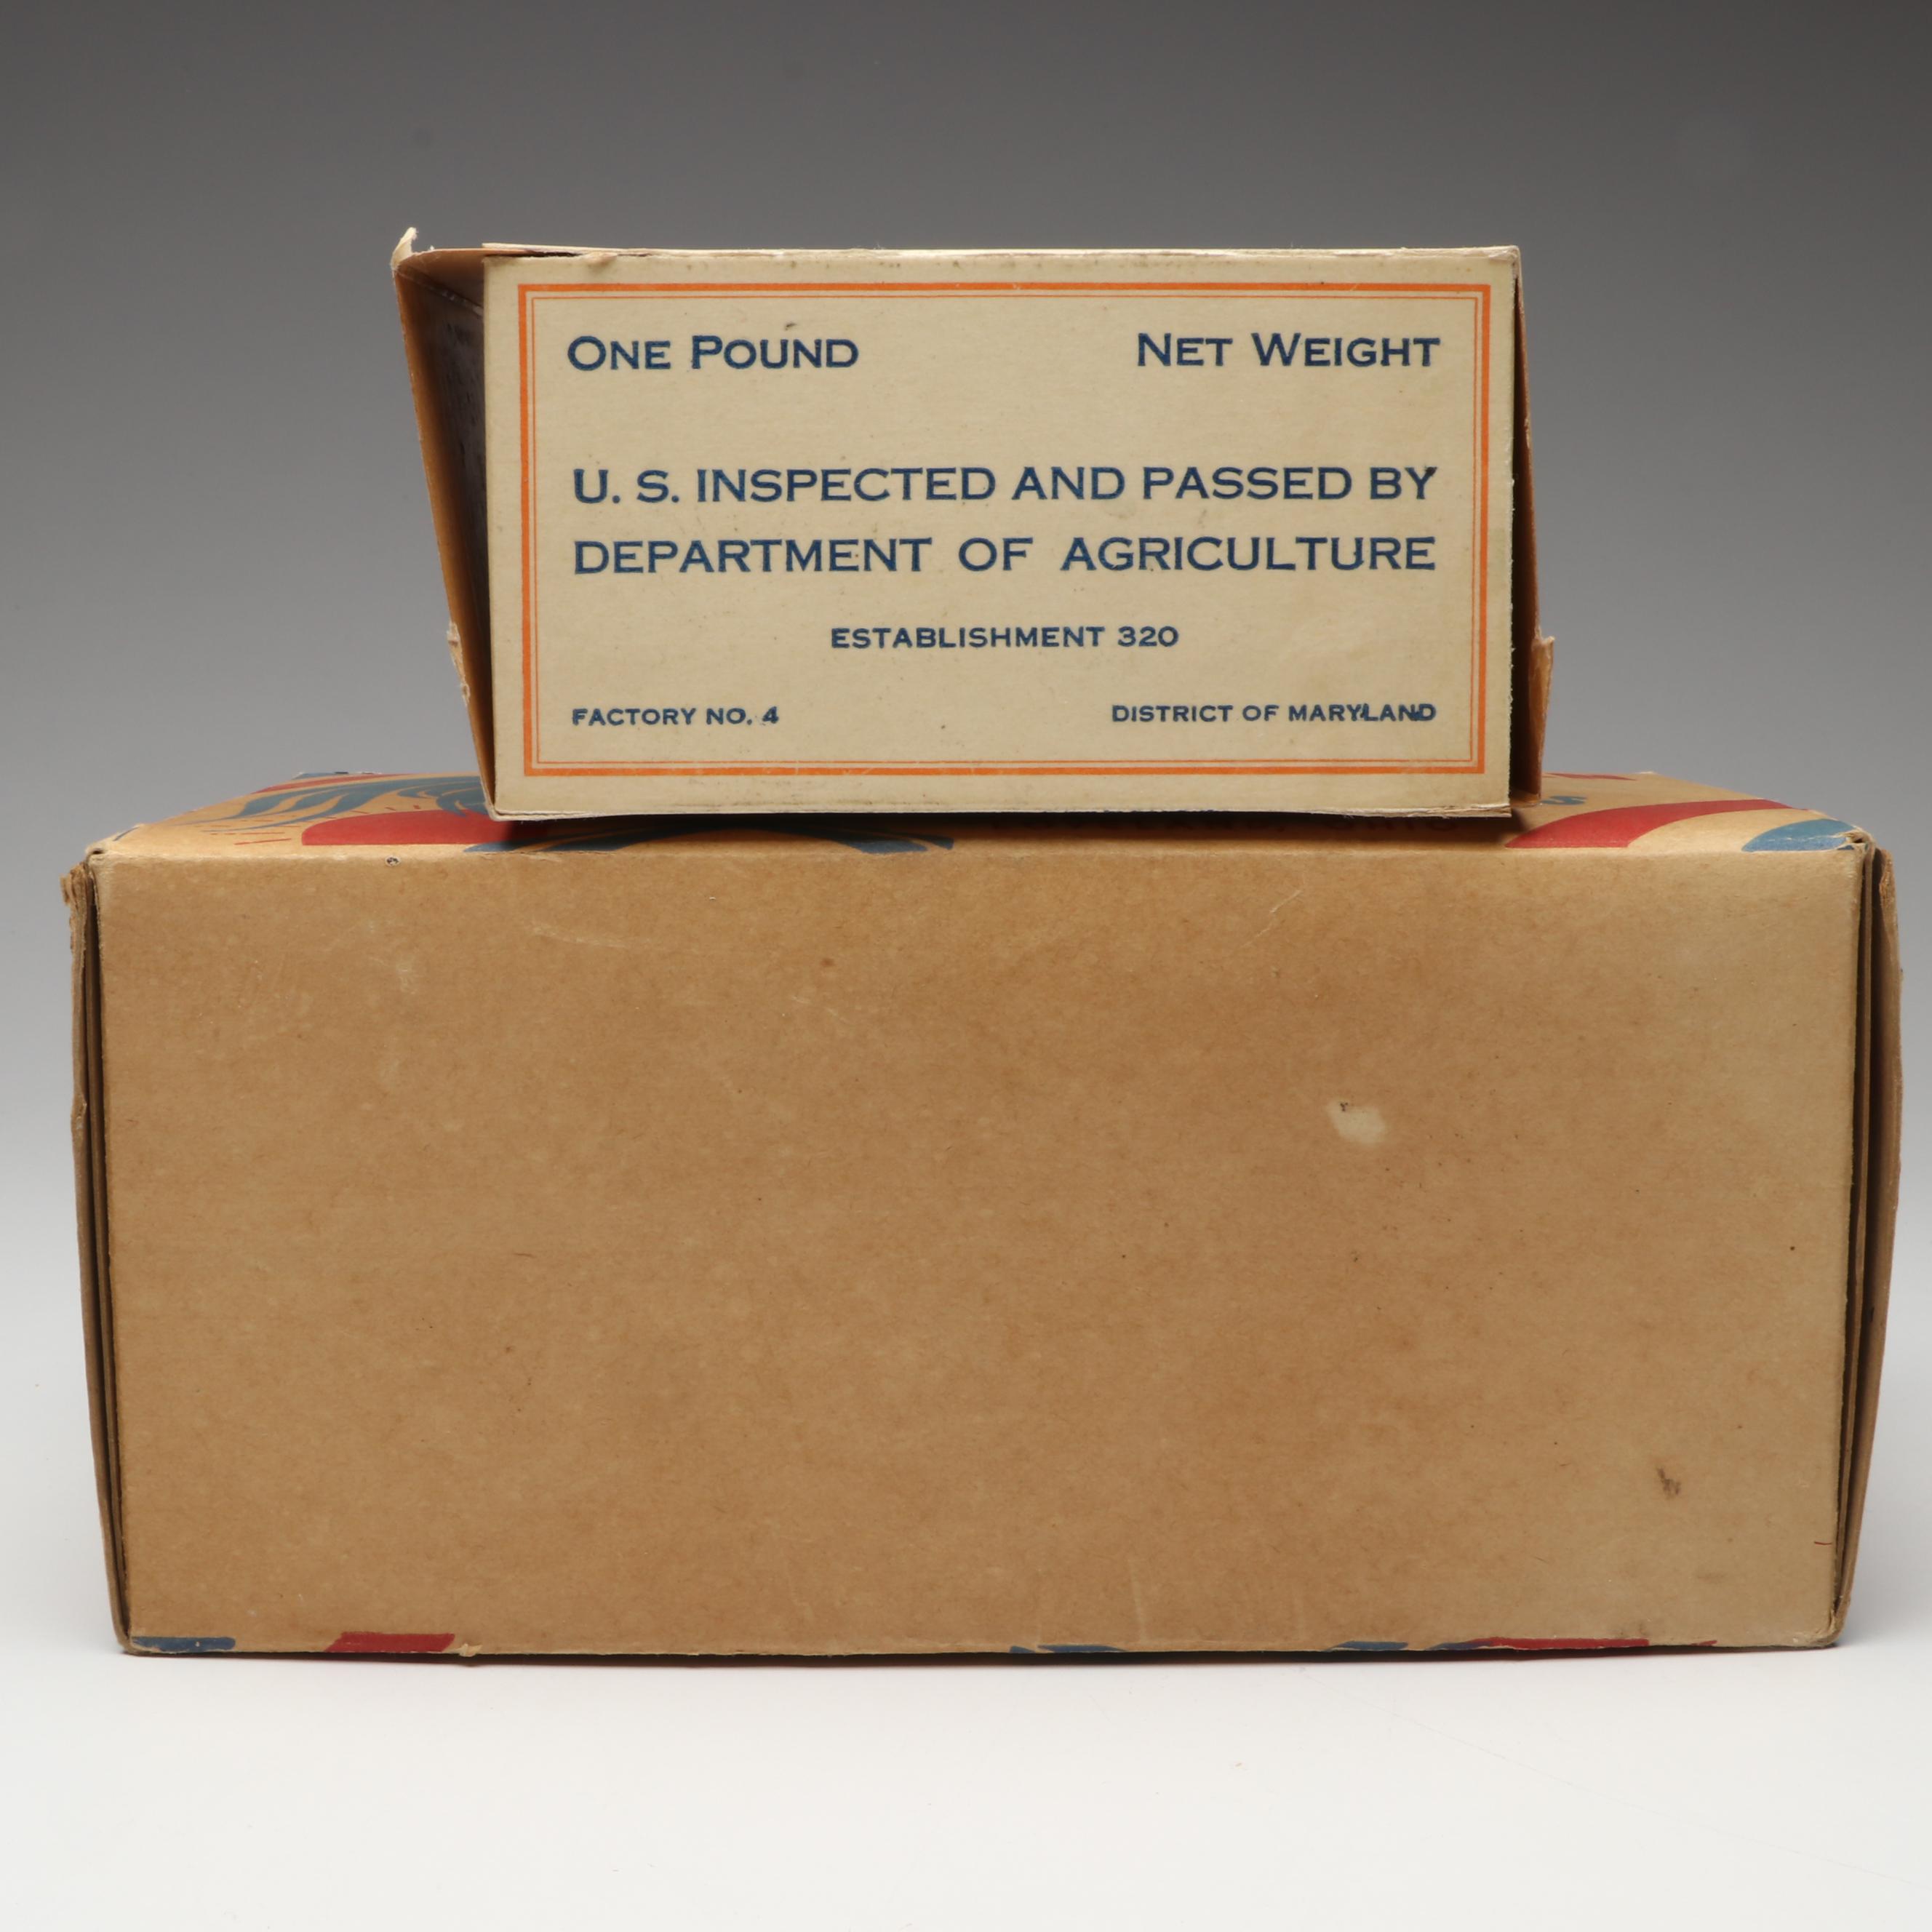 ONE POUND NET WEIGHT
U. S. INSPECTED AND PASSED BY
DEPARTMENT OF AGRICULTURE
ESTABLISHMENT 320
FACTORY NO. 4 DISTRICT OF MARYLAND